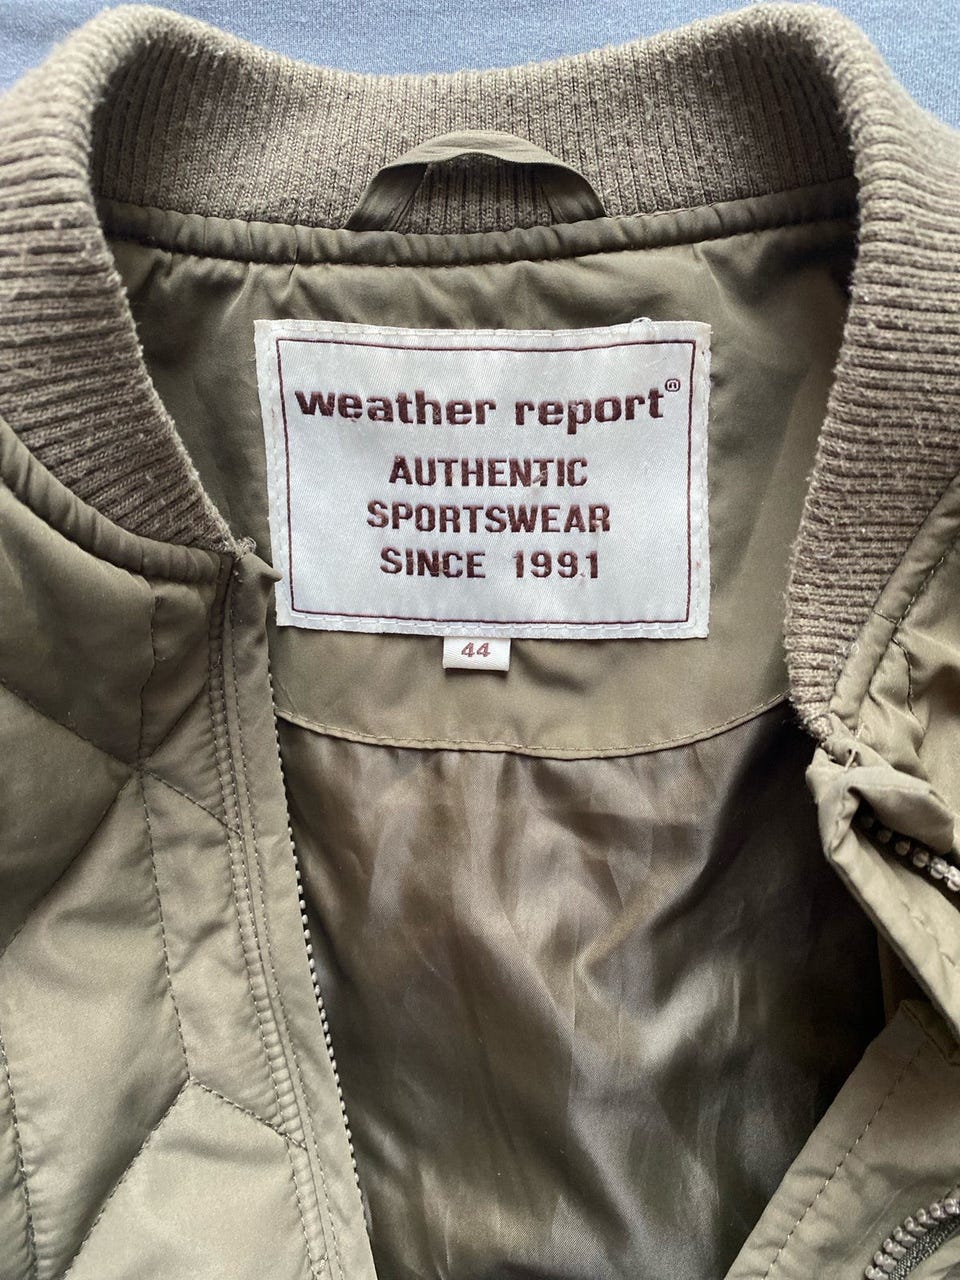 weather report®
AUTHENTIC
SPORTSWEAR
SINCE 1991
44